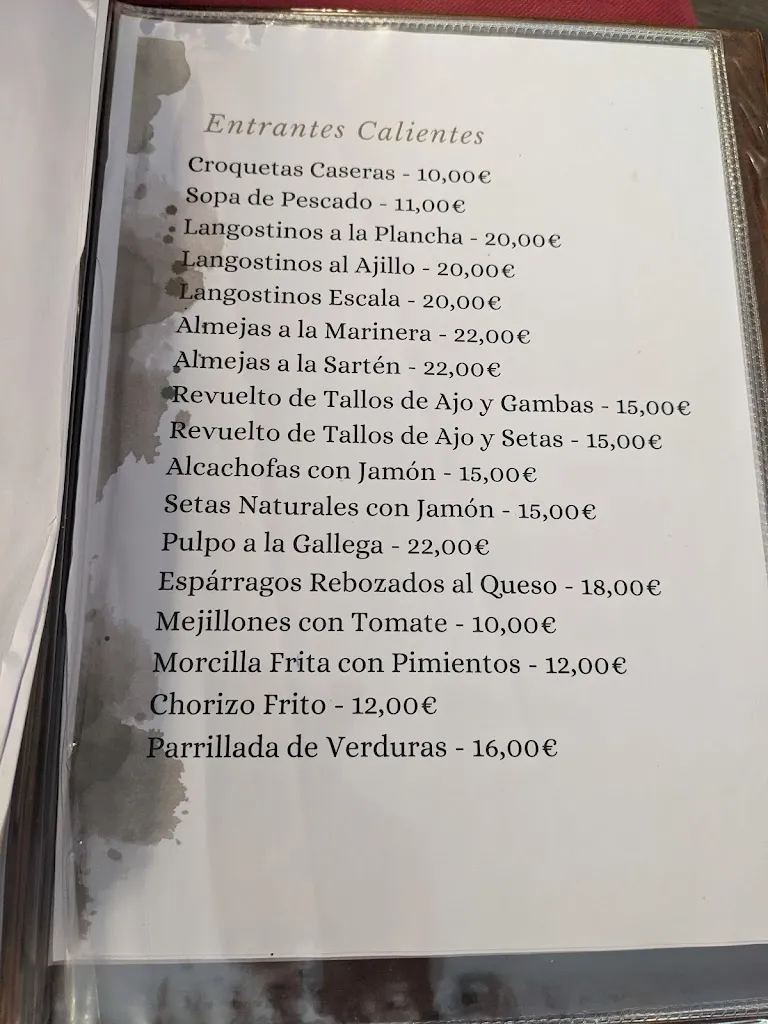 Entrantes Calientes
Croquetas Caseras - 10,00€
Sopa de Pescado - 11,00€
Langostinos a la Plancha - 20,00€
Langostinos al Ajillo - 20,00€
Langostinos Escala - 20,00€
Almejas a la Marinera - 22,00€
Almejas a la Sartén - 22,00€
Revuelto de Tallos de Ajo y Gambas - 15,00€
Revuelto de Tallos de Ajo y Setas - 15,00€
Alcachofas con Jamón - 15,00€
Setas Naturales con Jamón - 15,00€
Pulpo a la Gallega - 22,00€
Espárragos Rebozados al Queso - 18,00€
Mejillones con Tomate - 10,00€
Morcilla Frita con Pimientos - 12,00€
Chorizo Frito - 12,00€
Parrillada de Verduras - 16,00€